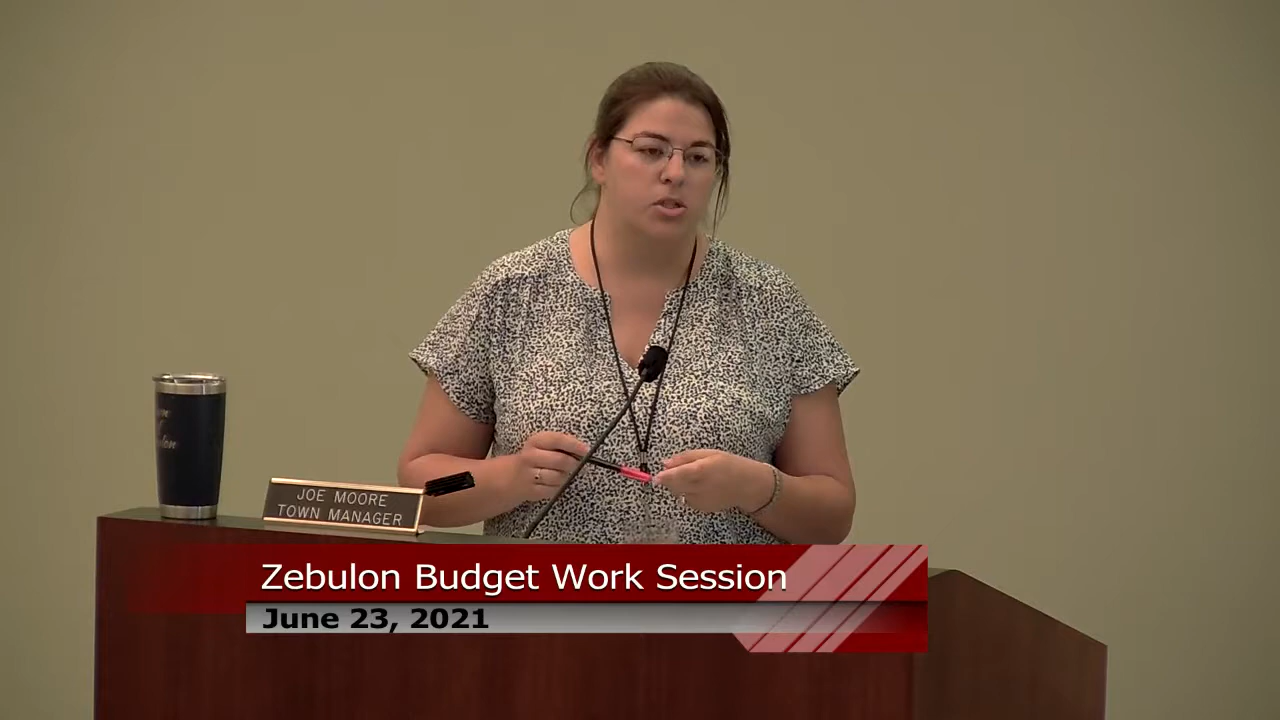 JOE MOORE
TOWN MANAGER
Zebulon Budget Work Session
June 23, 2021